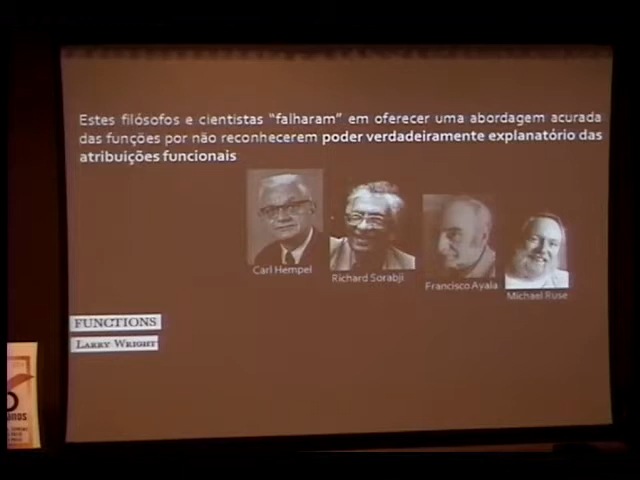 Estes filósofos e cientistas "falharam" em oferecer uma abordagem acurada
das funções por não reconhecerem poder verdadeiramente explanatório das
atribuições funcionais
Carl Hempel
Richard Sorabji
Francisco Ayala
Michael Ruse
FUNCTIONS
LARRY WRIGHT